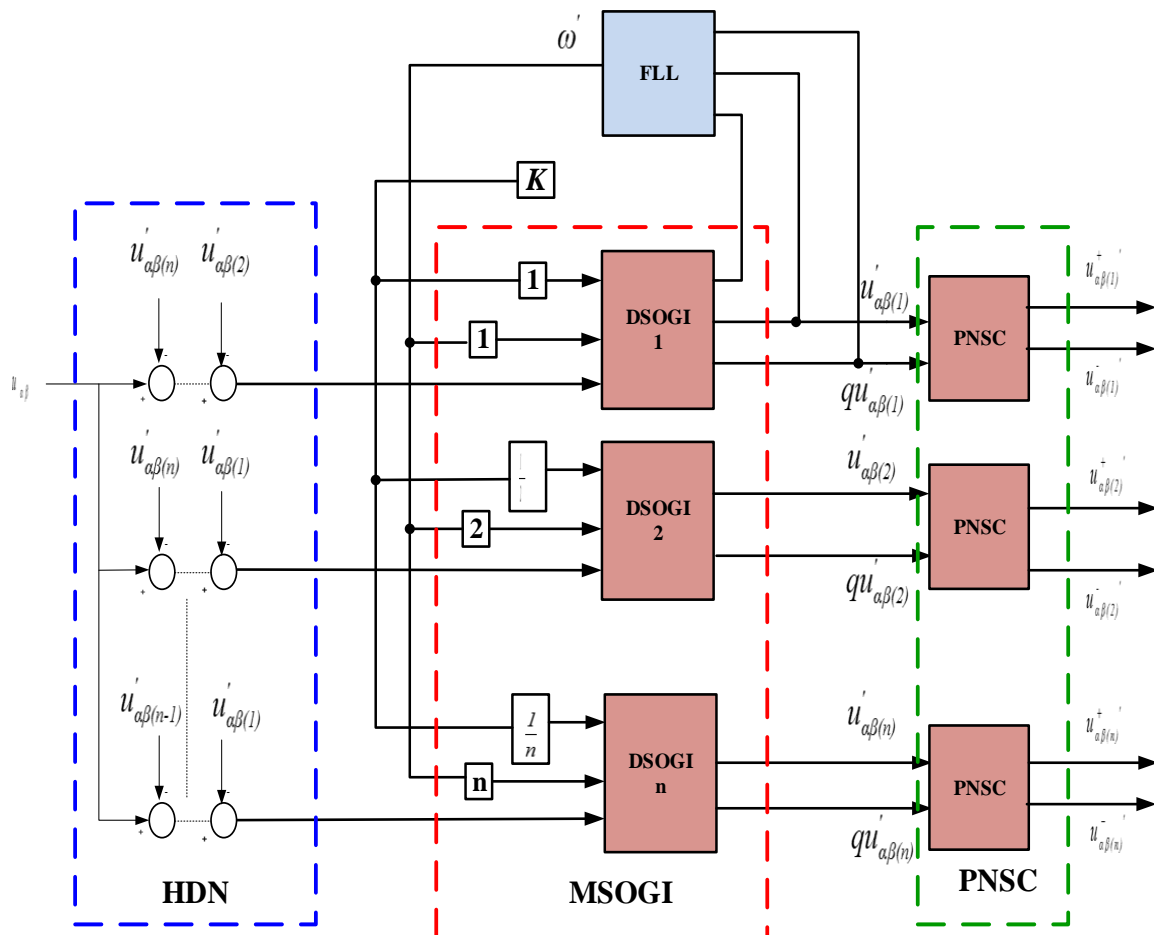 ω'
FLL
K
u'αβ(n) u'αβ(2)
1
DSOGI
1
u'αβ(1)
PNSC
u+αβ(1)'
1
uαβ
- -
+ +
qu'αβ(1)
u-αβ(1)'
u'αβ(n) u'αβ(1)
DSOGI
2
u'αβ(2)
PNSC
u+αβ(2)'
2
- -
+ +
qu'αβ(2)
u-αβ(2)'
u'αβ(n-1) u'αβ(1)
1
n
DSOGI
n
u'αβ(n)
PNSC
u+αβ(n)'
n
- -
+ +
qu'αβ(n)
u-αβ(n)'
HDN
MSOGI
PNSC